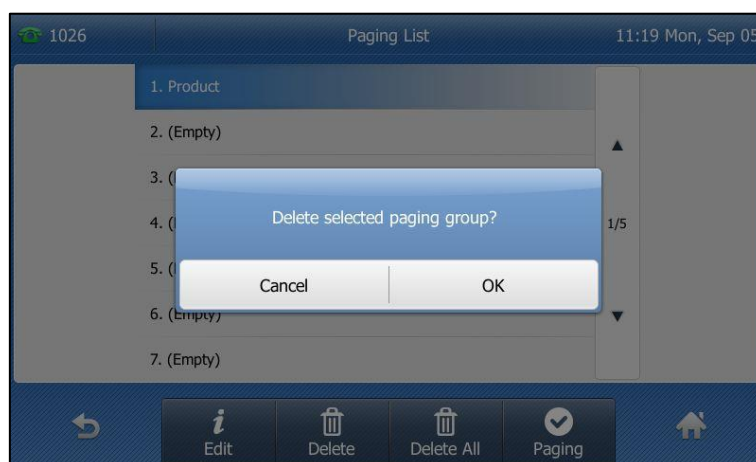 1026 Paging List 11:19 Mon, Sep 05
1. Product
2. (Empty)
3. (
4. (
Delete selected paging group?
1/5
5. (
Cancel OK
6. (Empty)
7. (Empty)
Edit Delete Delete All Paging